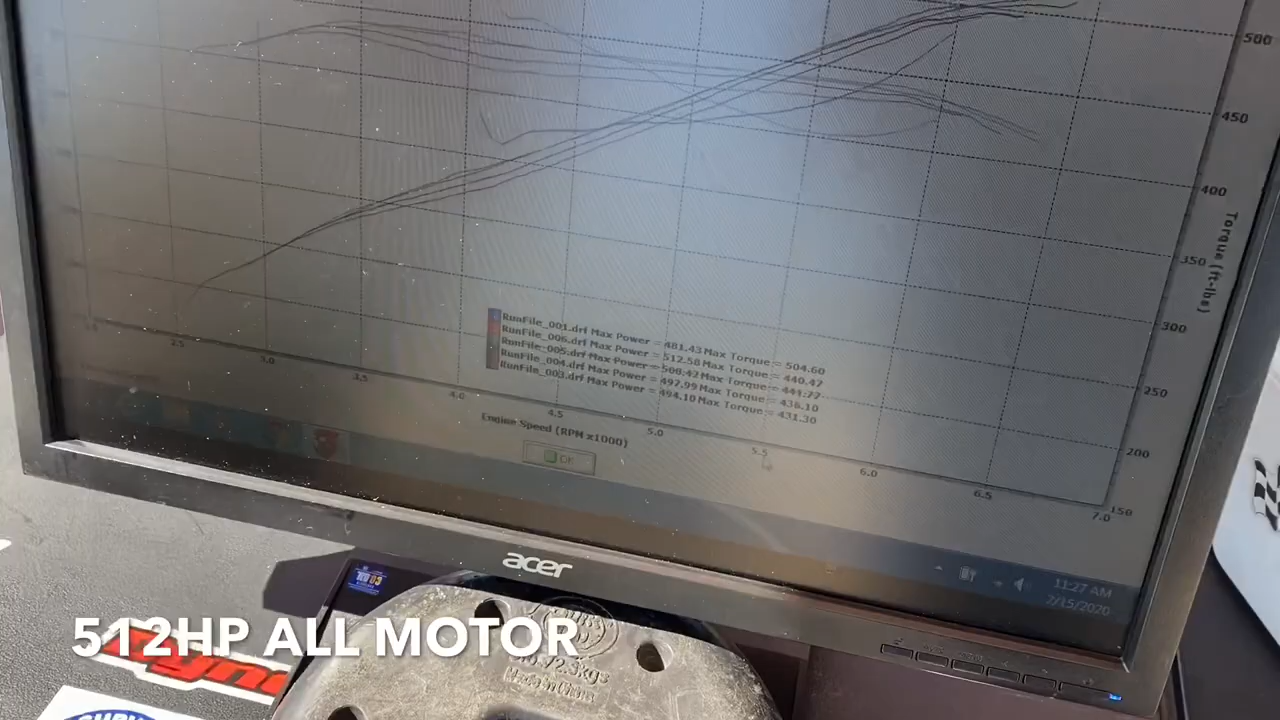 500
450
400
350
300
250
200
150
Torque (ft-lbs)
RunFile_001.drf Max Power = 481.43 Max Torque = 504.60
RunFile_006.drf Max Power = 512.58 Max Torque = 440.47
RunFile_005.drf Max Power = 508.42 Max Torque = 441.77
RunFile_004.drf Max Power = 497.99 Max Torque = 436.10
RunFile_003.drf Max Power = 494.10 Max Torque = 431.30
2.5 3.0 3.5 4.0 4.5 5.0 5.5 6.0 6.5 7.0
Engine Speed (RPM x1000)
OK
11:27 AM
2/15/2020
acer
512HP ALL MOTOR